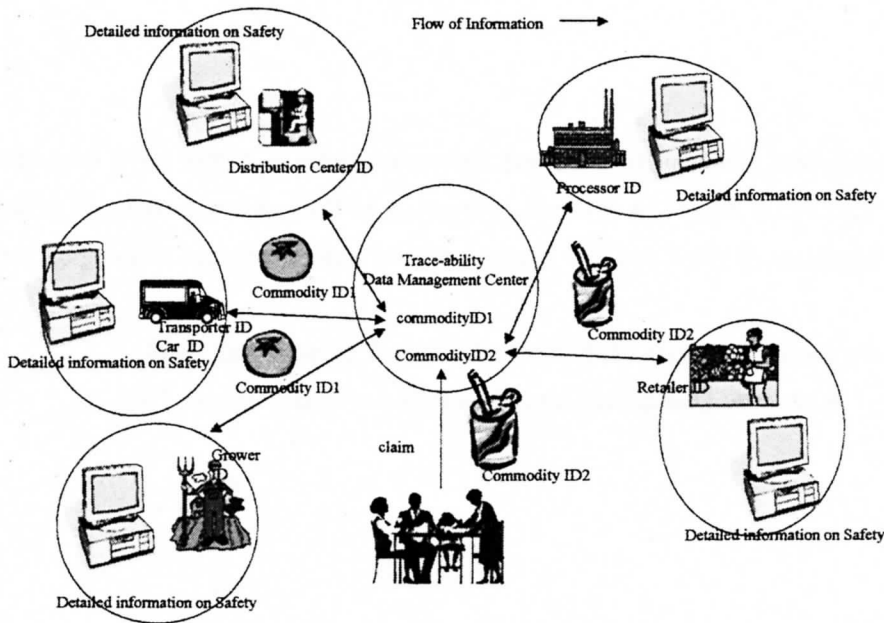 Detailed information on Safety
Flow of Information
Distribution Center ID
Processor ID
Detailed information on Safety
Trace-ability
Data Management Center
Commodity ID1
commodityID1
Transporter ID
Car ID
Detailed information on Safety
Commodity ID1
CommodityID2
Commodity ID2
Retailer ID
Grower
claim
Commodity ID2
Detailed information on Safety
Detailed information on Safety